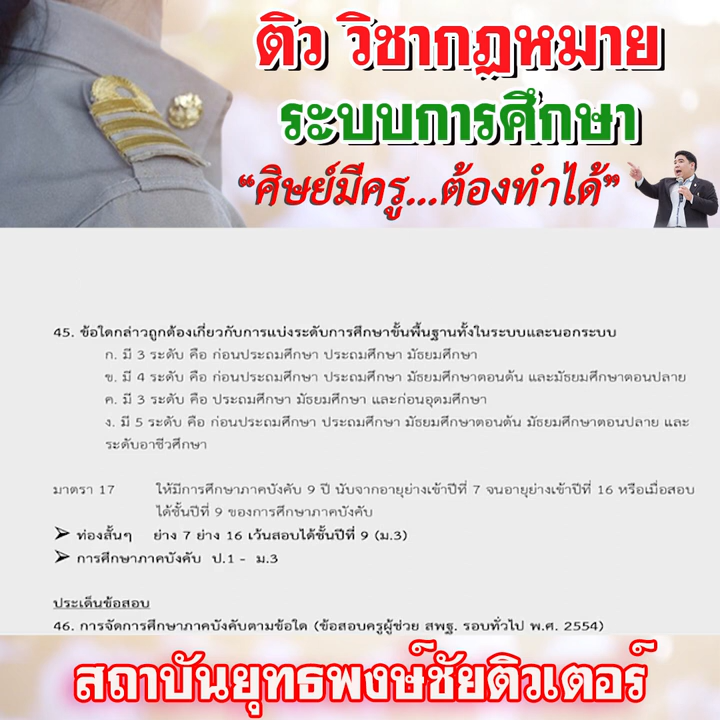 ติว วิชากฎหมาย
ระบบการศึกษา
“ศิษย์มีครู...ต้องทำได้”
45. ข้อใดกล่าวถูกต้องเกี่ยวกับการแบ่งระดับการศึกษาขั้นพื้นฐานทั้งในระบบและนอกระบบ
ก. มี 3 ระดับ คือ ก่อนประถมศึกษา ประถมศึกษา มัธยมศึกษา
ข. มี 4 ระดับ คือ ก่อนประถมศึกษา ประถมศึกษา มัธยมศึกษาตอนต้น และมัธยมศึกษาตอนปลาย
ค. มี 3 ระดับ คือ ประถมศึกษา มัธยมศึกษา และก่อนอุดมศึกษา
ง. มี 5 ระดับ คือ ก่อนประถมศึกษา ประถมศึกษา มัธยมศึกษาตอนต้น มัธยมศึกษาตอนปลาย และ
ระดับอาชีวศึกษา
มาตรา 17 ให้มีการศึกษาภาคบังคับ 9 ปี นับจากอายุย่างเข้าปีที่ 7 จนอายุย่างเข้าปีที่ 16 หรือเมื่อสอบ
ได้ชั้นปีที่ 9 ของการศึกษาภาคบังคับ
➢ ท่องสั้นๆ ย่าง 7 ย่าง 16 เว้นสอบได้ชั้นปีที่ 9 (ม.3)
➢ การศึกษาภาคบังคับ ป.1 - ม.3
ประเด็นข้อสอบ
46. การจัดการศึกษาภาคบังคับตามข้อใด (ข้อสอบครูผู้ช่วย สพฐ. รอบทั่วไป พ.ศ. 2554)
สถาบันยุทธพงษ์ชัยติวเตอร์